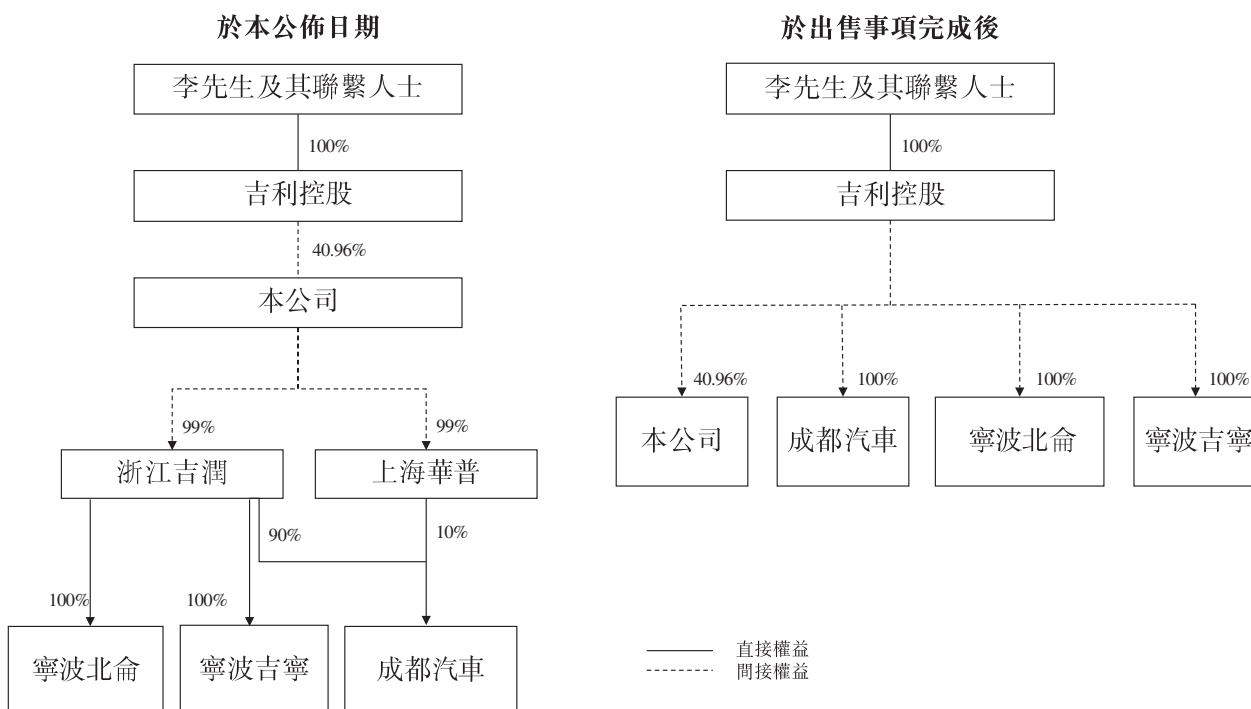 於本公佈日期
李先生及其聯繫人士
100%
吉利控股
40.96%
本公司
99%
99%
浙江吉潤
上海華普
90%
10%
100%
100%
寧波北侖
寧波吉寧
成都汽車
於出售事項完成後
李先生及其聯繫人士
100%
吉利控股
40.96%
100%
100%
100%
本公司
成都汽車
寧波北侖
寧波吉寧
直接權益
間接權益